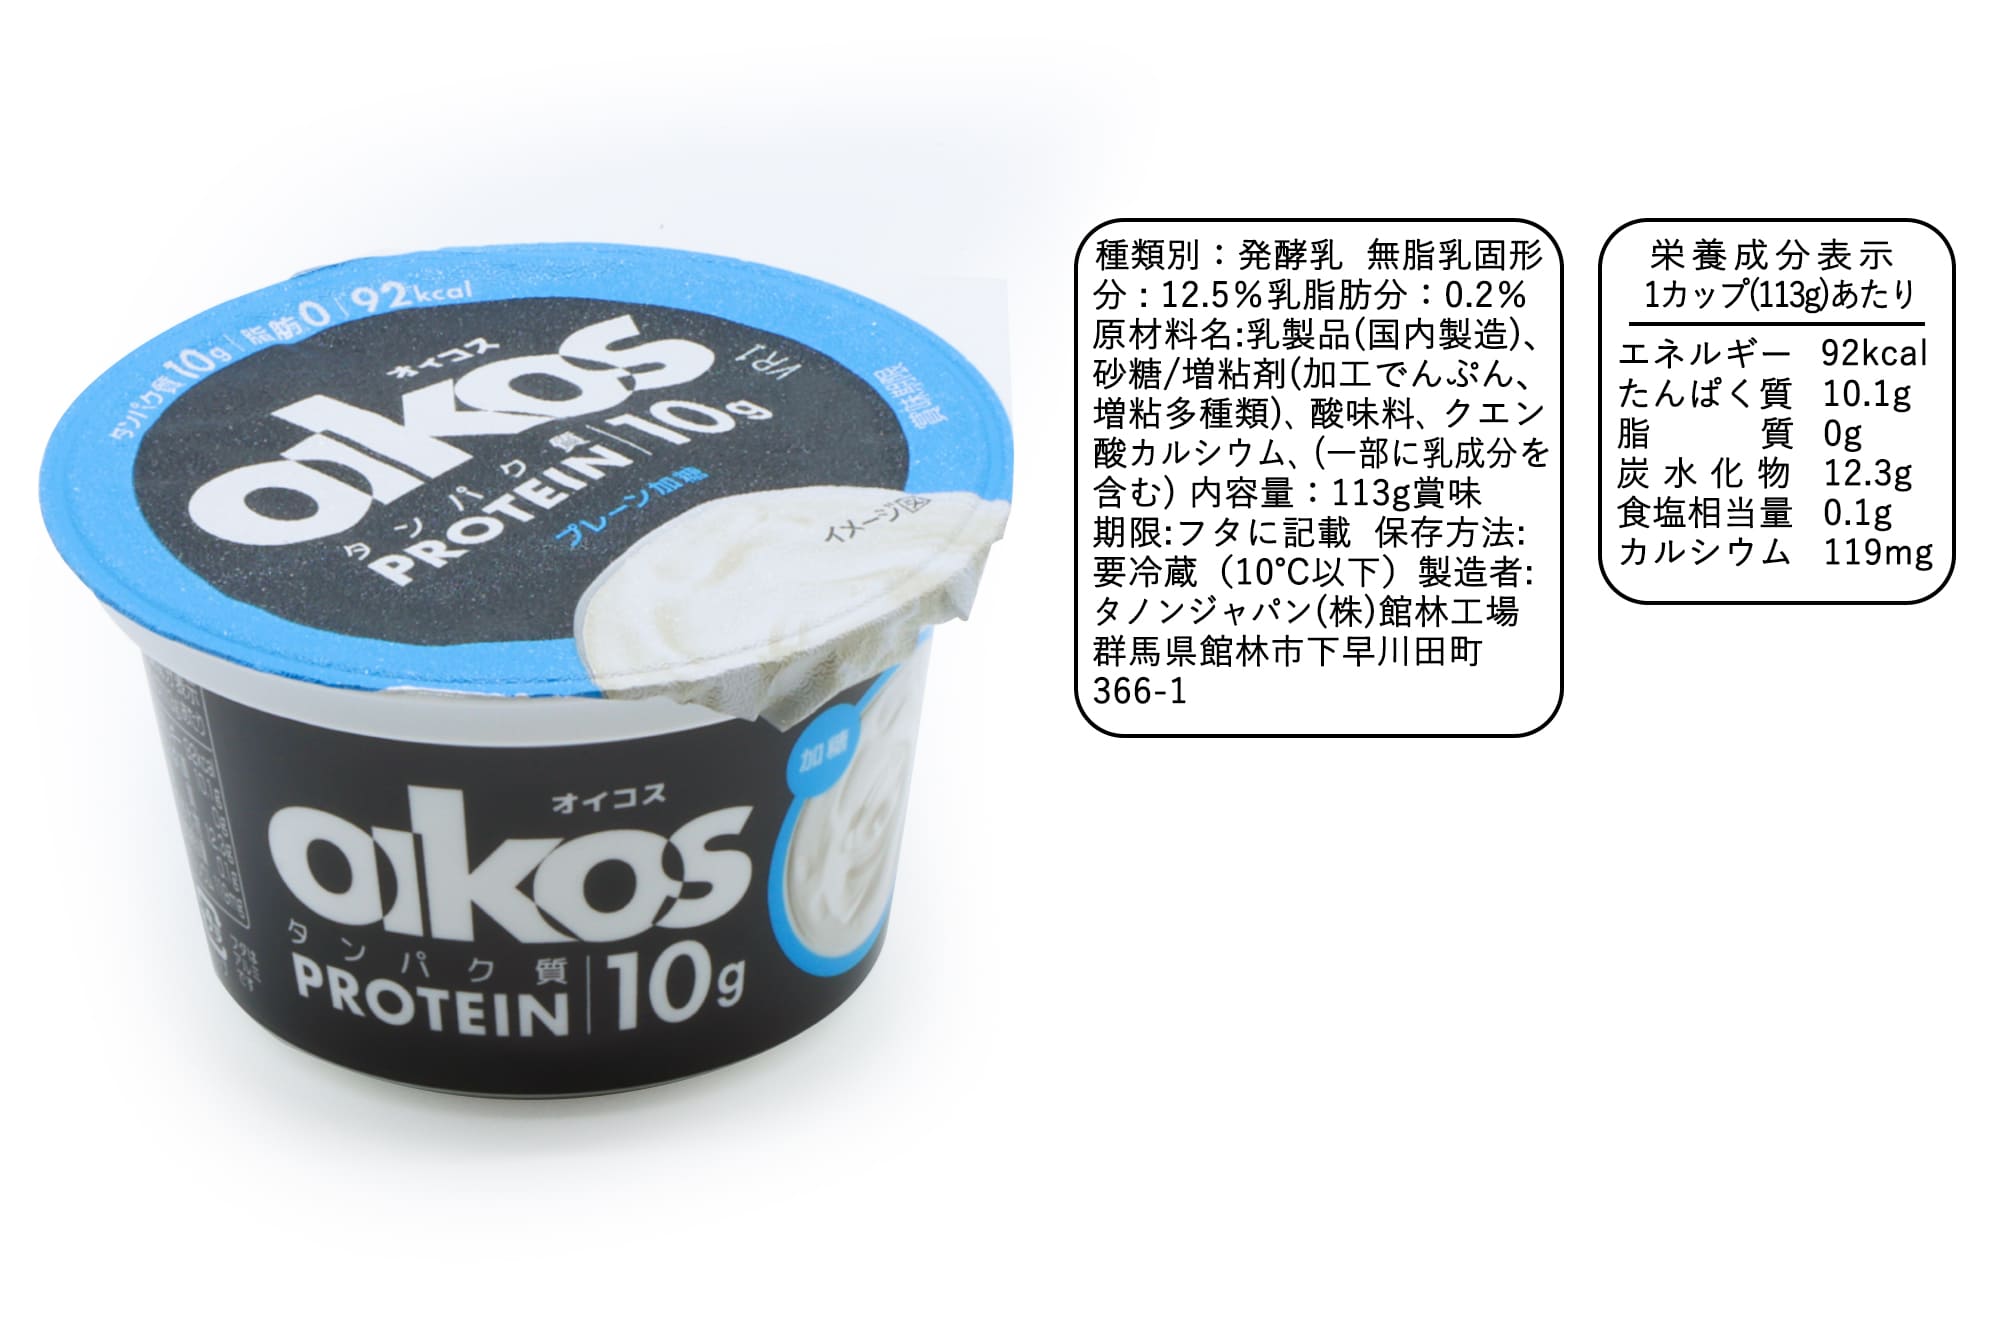 タンパク質10g 脂肪0 92kcal
オイコス
oikos
タンパク質
PROTEIN 10g
プレーン加糖
VR1
賞味期限
イメージ図
加糖
オイコス
oikos
タンパク質
PROTEIN 10g
種類別：発酵乳 無脂乳固形
分：12.5%乳脂肪分：0.2%
原材料名:乳製品(国内製造)、
砂糖/増粘剤(加工でんぷん、
増粘多種類)、酸味料、クエン
酸カルシウム、(一部に乳成分を
含む) 内容量：113g賞味
期限:フタに記載 保存方法:
要冷蔵（10℃以下）製造者:
タノンジャパン(株)館林工場
群馬県館林市下早川田町
366-1
栄養成分表示
1カップ(113g)あたり
エネルギー 92kcal
たんぱく質 10.1g
脂質 0g
炭水化物 12.3g
食塩相当量 0.1g
カルシウム 119mg